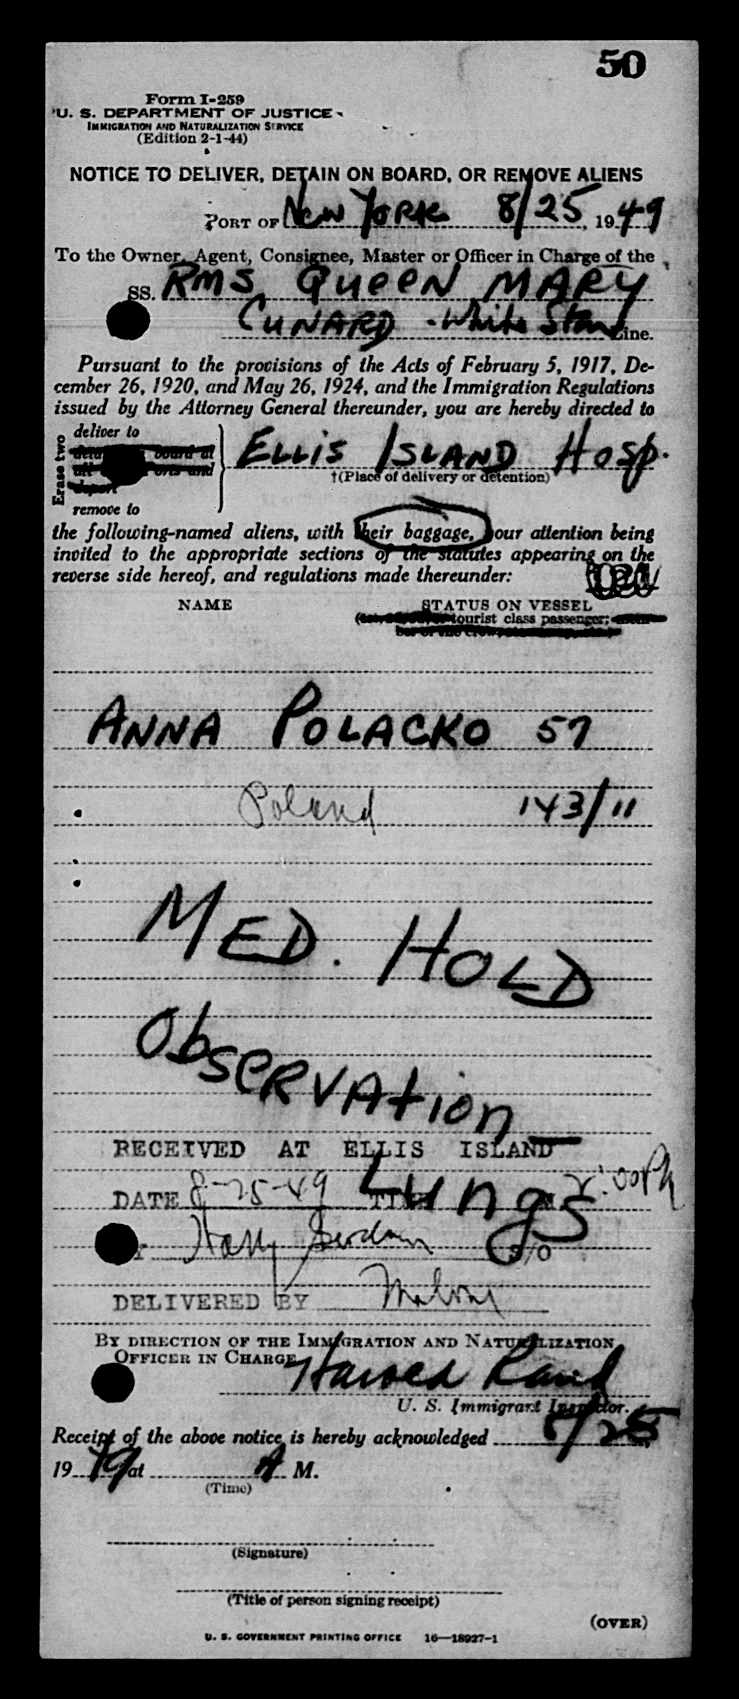 50
Form I-259
U. S. DEPARTMENT OF JUSTICE
IMMIGRATION AND NATURALIZATION SERVICE
(Edition 2-1-44)
NOTICE TO DELIVER, DETAIN ON BOARD, OR REMOVE ALIENS
PORT OF New York 8/25, 1949
To the Owner, Agent, Consignee, Master or Officer in Charge of the
SS. RMS QUEEN MARY
CUNARD - White Star Line.
Pursuant to the provisions of the Acts of February 5, 1917, De-
cember 26, 1920, and May 26, 1924, and the Immigration Regulations
issued by the Attorney General thereunder, you are hereby directed to
Erase two
deliver to
remove to
ELLIS ISLAND Hosp.
†(Place of delivery or detention)
the following-named aliens, with their baggage, your attention being
invited to the appropriate sections of the statutes appearing on the
reverse side hereof, and regulations made thereunder:
NAME STATUS ON VESSEL
tourist class passenger;
ANNA POLACKO 57
Poland 143/11
MED. HOLD
ObseRVAtion
RECEIVED AT ELLIS ISLAND
DATE 8-25-49 Lungs
Harry
S/O
DELIVERED BY
BY DIRECTION OF THE IMMIGRATION AND NATURALIZATION
OFFICER IN CHARGE
Harold Rand
U. S. Immigrant Inspector.
Receipt of the above notice is hereby acknowledged 8/25
1949 at A M.
(Time)
(Signature)
(Title of person signing receipt)
(OVER)
U. S. GOVERNMENT PRINTING OFFICE 16—18927-1